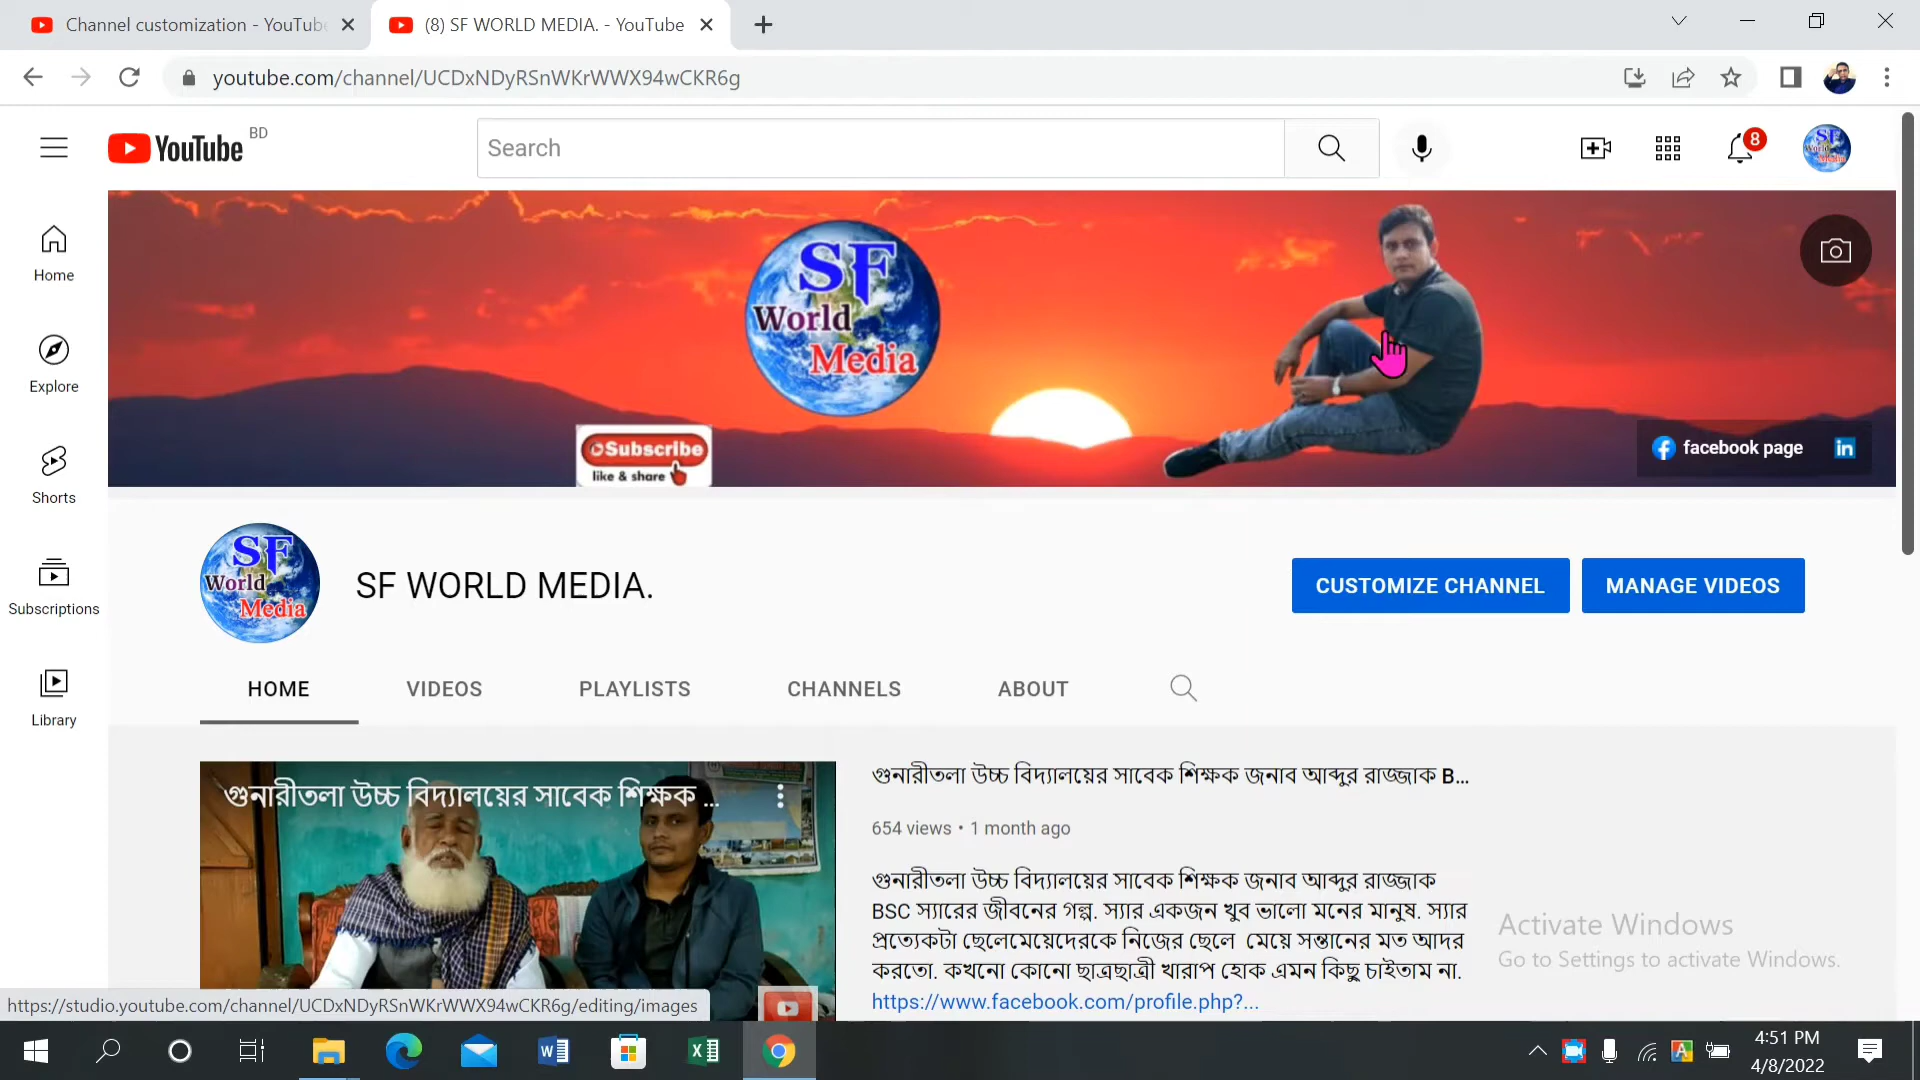 Channel customization - YouTube
(8) SF WORLD MEDIA. - YouTube
youtube.com/channel/UCDxNDyRSnWKrWWX94wCKR6g
YouTube BD
Search
8
SF
World
Media
Home
Explore
Shorts
Subscriptions
Library
SF
World
Media
Subscribe
like & share
facebook page
in
SF
World
Media
SF WORLD MEDIA.
CUSTOMIZE CHANNEL
MANAGE VIDEOS
HOME
VIDEOS
PLAYLISTS
CHANNELS
ABOUT
গুনারীতলা উচ্চ বিদ্যালয়ের সাবেক শিক্ষক ...
গুনারীতলা উচ্চ বিদ্যালয়ের সাবেক শিক্ষক জনাব আব্দুর রাজ্জাক B...
654 views • 1 month ago
গুনারীতলা উচ্চ বিদ্যালয়ের সাবেক শিক্ষক জনাব আব্দুর রাজ্জাক
BSC স্যারের জীবনের গল্প. স্যার একজন খুব ভালো মনের মানুষ. স্যার
প্রত্যেকটা ছেলেমেয়েদেরকে নিজের ছেলে মেয়ে সন্তানের মত আদর
করতো. কখনো কোনো ছাত্রছাত্রী খারাপ হোক এমন কিছু চাইতাম না.
https://www.facebook.com/profile.php?...
Activate Windows
Go to Settings to activate Windows.
https://studio.youtube.com/channel/UCDxNDyRSnWKrWWX94wCKR6g/editing/images
4:51 PM
4/8/2022